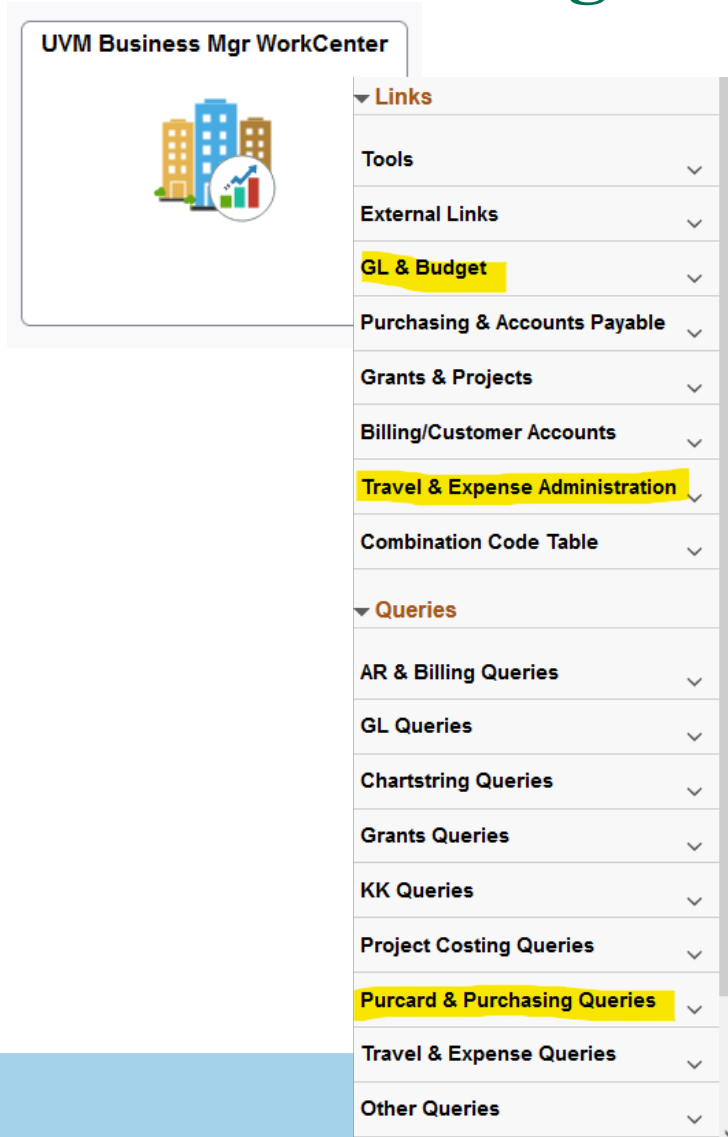 UVM Business Mgr WorkCenter
Links
Tools
External Links
GL & Budget
Purchasing & Accounts Payable
Grants & Projects
Billing/Customer Accounts
Travel & Expense Administration
Combination Code Table
Queries
AR & Billing Queries
GL Queries
Chartstring Queries
Grants Queries
KK Queries
Project Costing Queries
Purcard & Purchasing Queries
Travel & Expense Queries
Other Queries